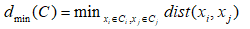 d_min(C) = min_{x_i∈C_i, x_j∈C_j} dist(x_i, x_j)